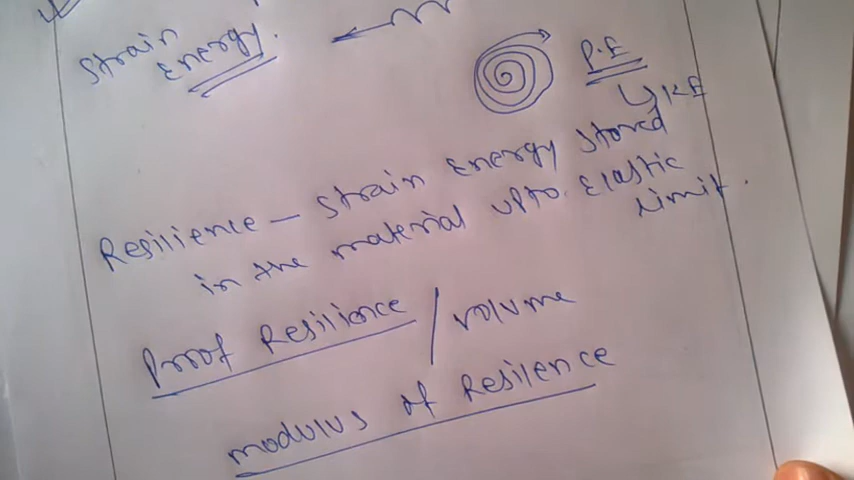 Strain
Energy.
P.E
K.E
Resilience - Strain Energy stored
in the material upto Elastic
limit.
Proof Resilience / volume
modulus of Resilence